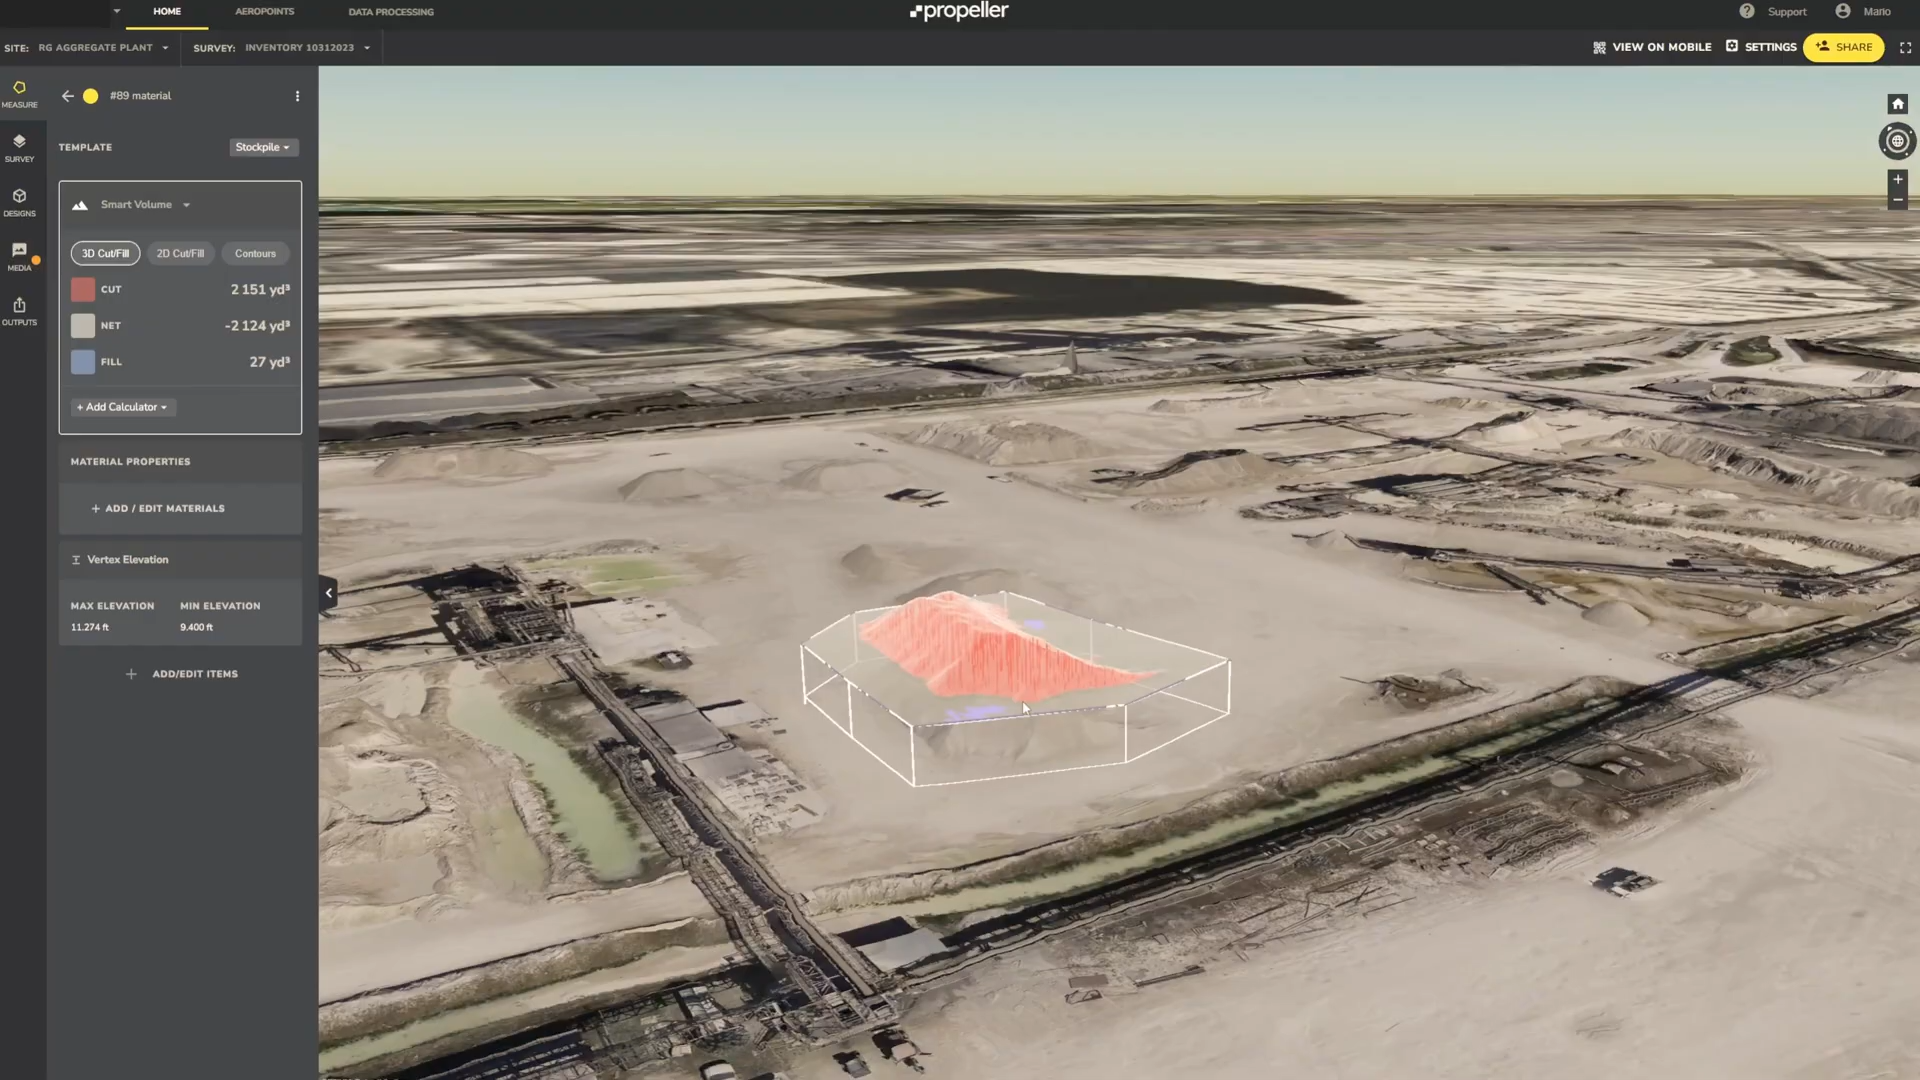 HOME
AEROPOINTS
DATA PROCESSING
propeller
Support
Mario
SITE: RG AGGREGATE PLANT
SURVEY: INVENTORY 10312023
VIEW ON MOBILE
SETTINGS
SHARE
MEASURE
SURVEY
DESIGNS
MEDIA
OUTPUTS
#89 material
TEMPLATE
Stockpile
Smart Volume
3D Cut/Fill
2D Cut/Fill
Contours
CUT 2 151 yd³
NET -2 124 yd³
FILL 27 yd³
+ Add Calculator
MATERIAL PROPERTIES
+ ADD / EDIT MATERIALS
Vertex Elevation
MAX ELEVATION MIN ELEVATION
11.274 ft 9.400 ft
+ ADD/EDIT ITEMS